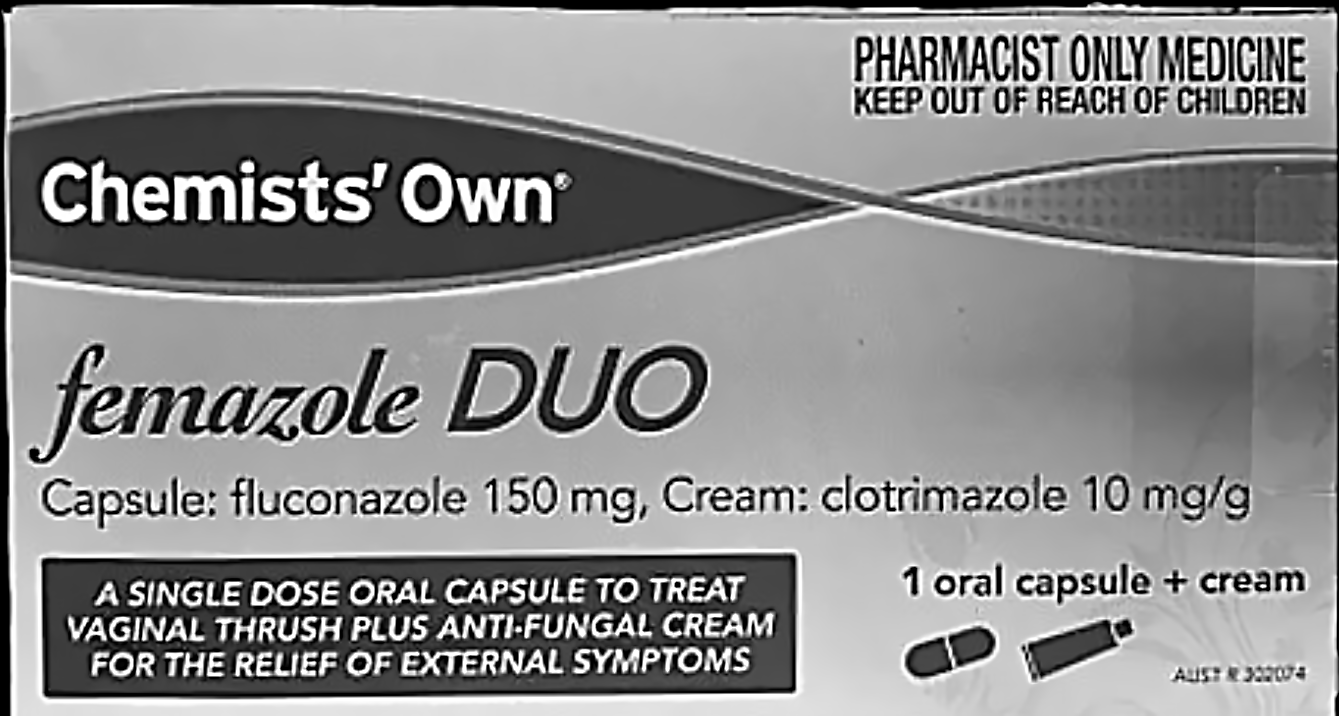 PHARMACIST ONLY MEDICINE
KEEP OUT OF REACH OF CHILDREN
Chemists' Own®
femazole DUO
Capsule: fluconazole 150 mg, Cream: clotrimazole 10 mg/g
A SINGLE DOSE ORAL CAPSULE TO TREAT
VAGINAL THRUSH PLUS ANTI-FUNGAL CREAM
FOR THE RELIEF OF EXTERNAL SYMPTOMS
1 oral capsule + cream
AUST R 302074